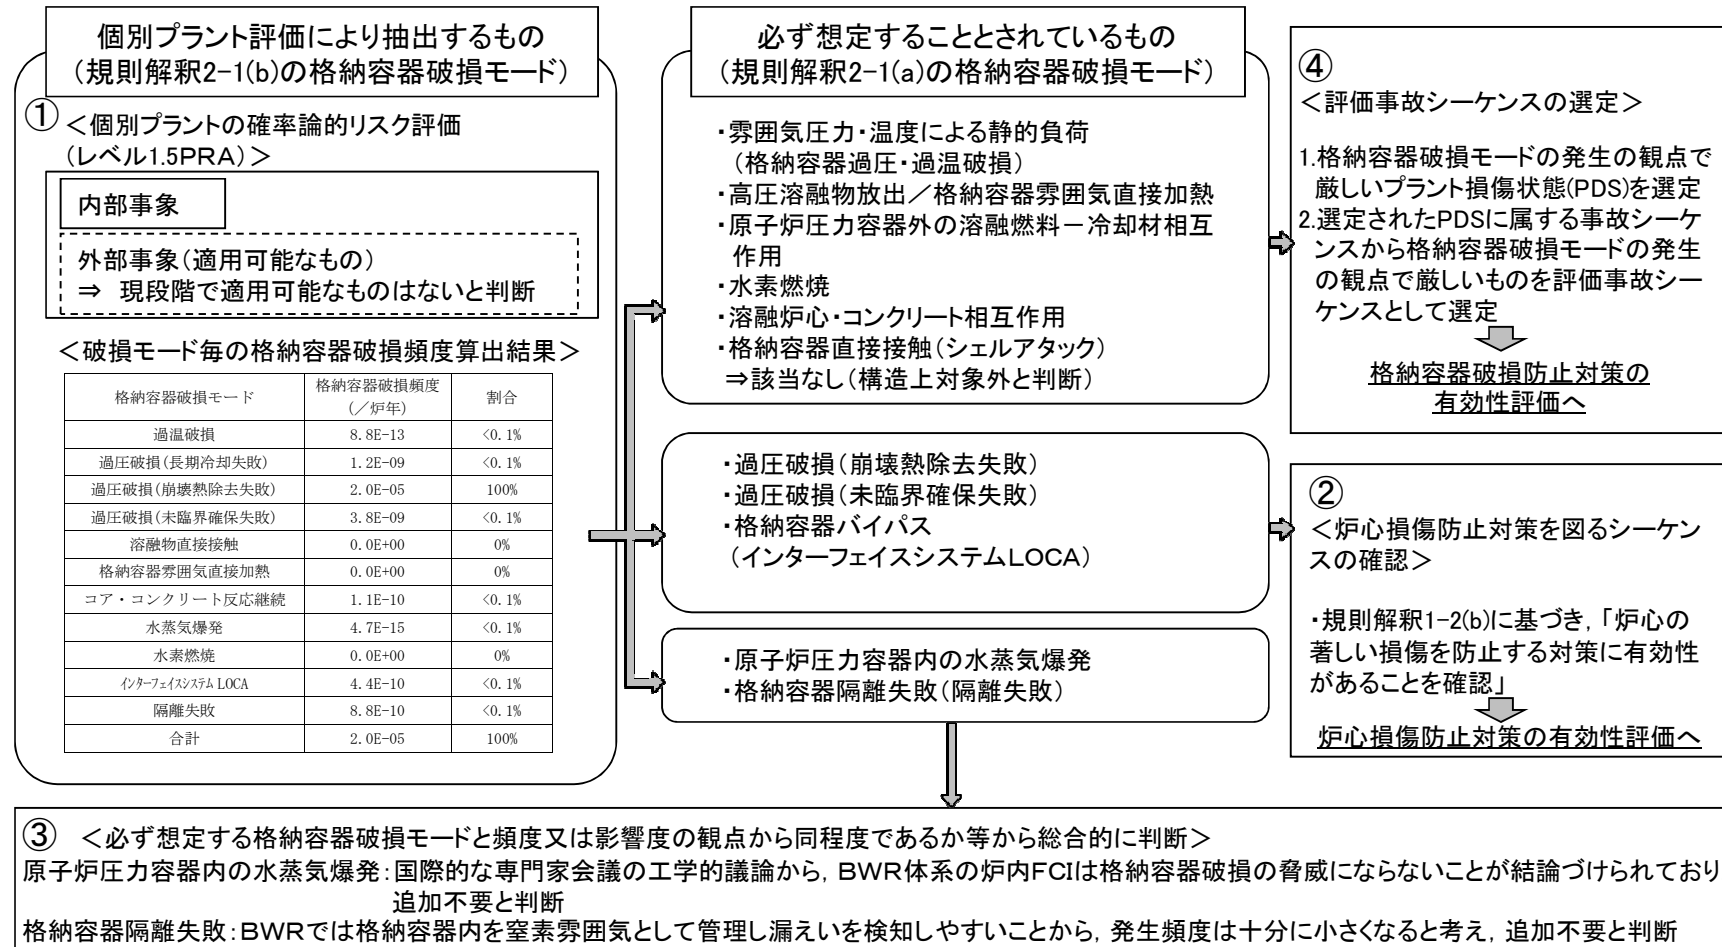 個別プラント評価により抽出するもの
(規則解釈2-1(b)の格納容器破損モード)
① <個別プラントの確率論的リスク評価
(レベル1.5PRA)>
内部事象
外部事象(適用可能なもの)
⇒ 現段階で適用可能なものはないと判断
<破損モード毎の格納容器破損頻度算出結果>
格納容器破損モード 格納容器破損頻度(/炉年) 割合
過温破損 8.8E-13 <0.1%
過圧破損(長期冷却失敗) 1.2E-09 <0.1%
過圧破損(崩壊熱除去失敗) 2.0E-05 100%
過圧破損(未臨界確保失敗) 3.8E-09 <0.1%
溶融物直接接触 0.0E+00 0%
格納容器雰囲気直接加熱 0.0E+00 0%
コア・コンクリート反応継続 1.1E-10 <0.1%
水蒸気爆発 4.7E-15 <0.1%
水素燃焼 0.0E+00 0%
インターフェイスシステム LOCA 4.4E-10 <0.1%
隔離失敗 8.8E-10 <0.1%
合計 2.0E-05 100%
必ず想定することとされているもの
(規則解釈2-1(a)の格納容器破損モード)
・雰囲気圧力・温度による静的負荷
(格納容器過圧・過温破損)
・高圧溶融物放出/格納容器雰囲気直接加熱
・原子炉圧力容器外の溶融燃料-冷却材相互
作用
・水素燃焼
・溶融炉心・コンクリート相互作用
・格納容器直接接触(シェルアタック)
⇒該当なし(構造上対象外と判断)
・過圧破損(崩壊熱除去失敗)
・過圧破損(未臨界確保失敗)
・格納容器バイパス
(インターフェイスシステムLOCA)
・原子炉圧力容器内の水蒸気爆発
・格納容器隔離失敗(隔離失敗)
④
<評価事故シーケンスの選定>
1.格納容器破損モードの発生の観点で
厳しいプラント損傷状態(PDS)を選定
2.選定されたPDSに属する事故シーケ
ンスから格納容器破損モードの発生
の観点で厳しいものを評価事故シー
ケンスとして選定
格納容器破損防止対策の
有効性評価へ
②
<炉心損傷防止対策を図るシーケン
スの確認>
・規則解釈1-2(b)に基づき,「炉心の
著しい損傷を防止する対策に有効性
があることを確認」
炉心損傷防止対策の有効性評価へ
③ <必ず想定する格納容器破損モードと頻度又は影響度の観点から同程度であるか等から総合的に判断>
原子炉圧力容器内の水蒸気爆発:国際的な専門家会議の工学的議論から,BWR体系の炉内FCIは格納容器破損の脅威にならないことが結論づけられており
追加不要と判断
格納容器隔離失敗:BWRでは格納容器内を窒素雰囲気として管理し漏えいを検知しやすいことから,発生頻度は十分に小さくなると考え,追加不要と判断